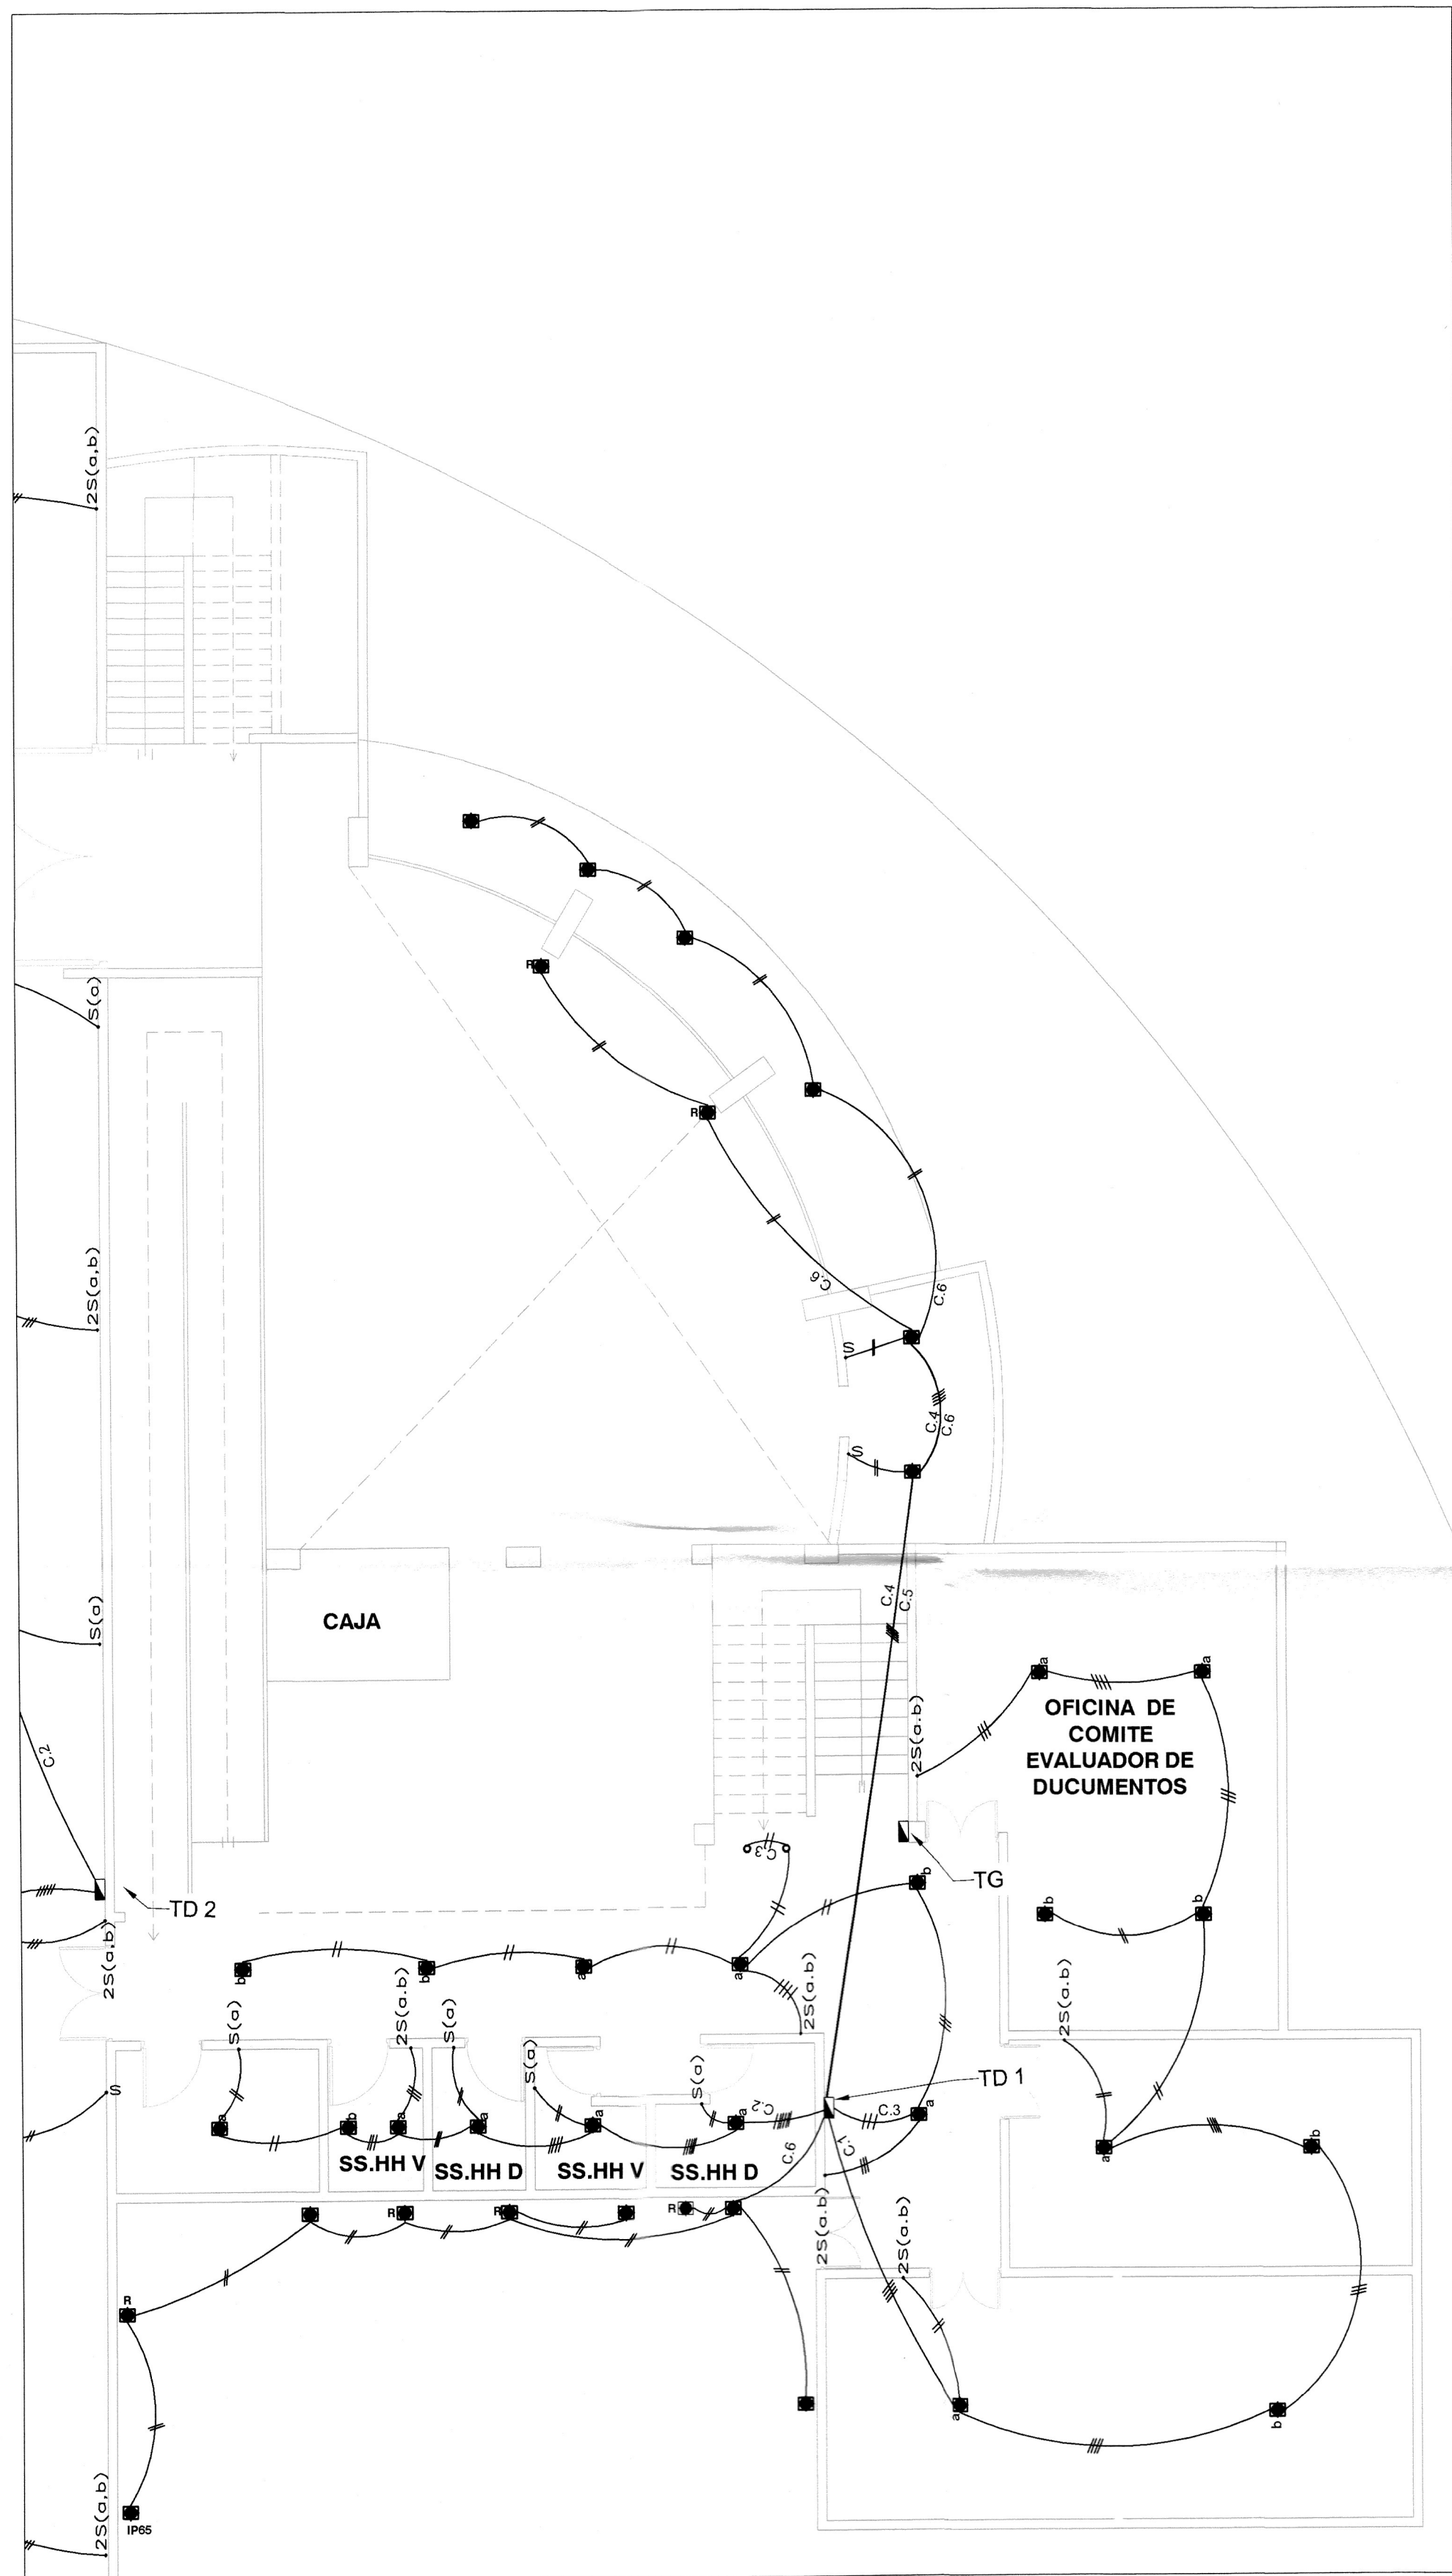 2S(a,b)
S(a)
R
R
2S(a,b)
C.6
C.6
S
C.4
C.6
S
C.4
C.5
S(a)
CAJA
a
a
OFICINA DE
COMITE
EVALUADOR DE
DUCUMENTOS
2S(a.b)
C.2
C.3
TG
b
TD 2
b
b
2S(a,b)
b
b
a
a
2S(a.b)
2S(a.b)
S(a)
2S(a.b)
S(a)
S(a)
S(a)
TD 1
S
a
b
a
a
a
a
C.2
C.3
a
C.1
C.6
a
b
SS.HH V
SS.HH D
SS.HH V
SS.HH D
R
R
R
2S(a.b)
2S(a.b)
R
a
b
2S(a,b)
IP65